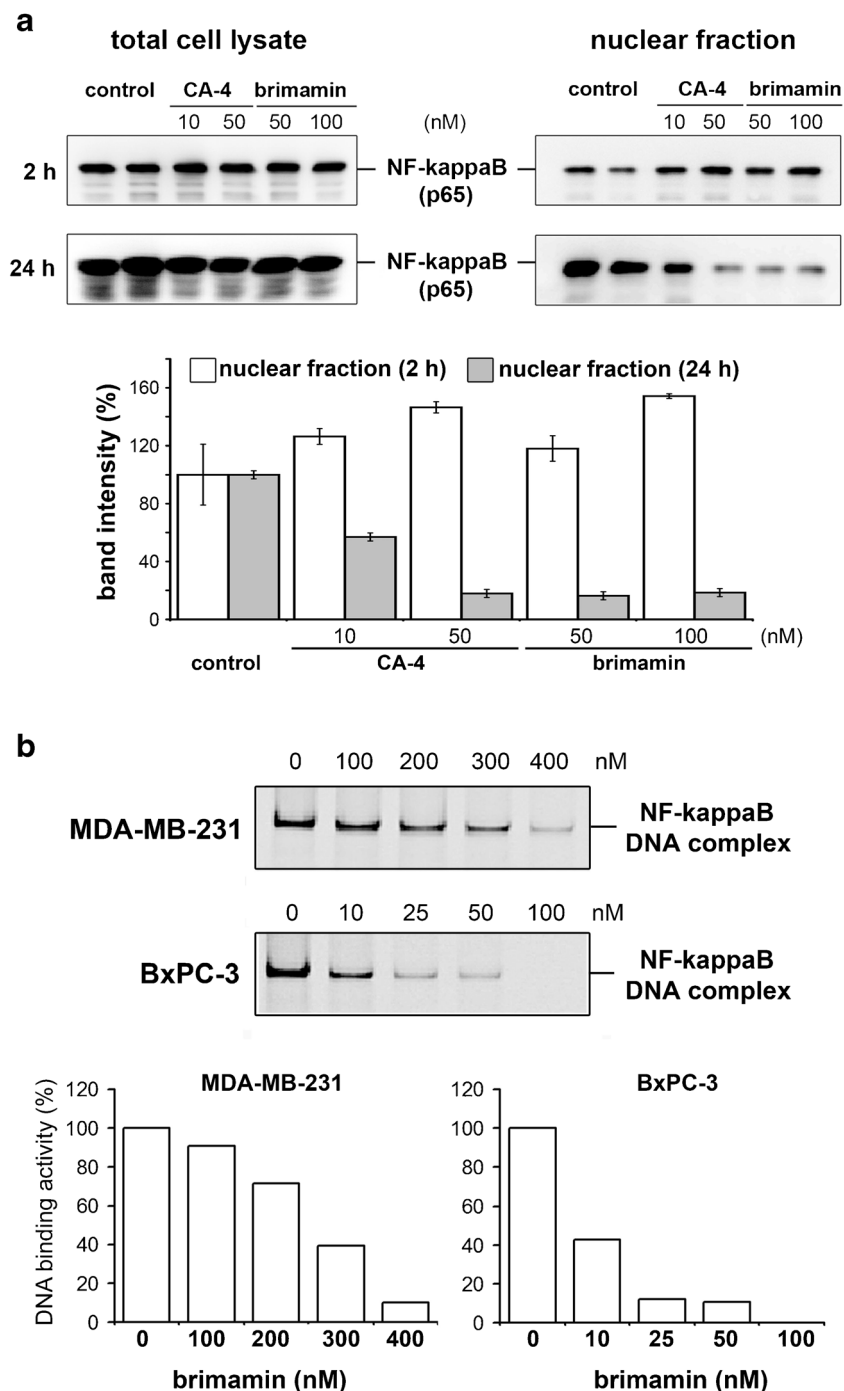 a
total cell lysate nuclear fraction
control CA-4 brimamin control CA-4 brimamin
10 50 50 100 (nM) 10 50 50 100
2 h NF-kappaB
(p65)
24 h NF-kappaB
(p65)
nuclear fraction (2 h) nuclear fraction (24 h)
band intensity (%)
160
120
80
40
0
10 50 50 100 (nM)
control CA-4 brimamin
b
0 100 200 300 400 nM
MDA-MB-231 NF-kappaB
DNA complex
0 10 25 50 100 nM
BxPC-3 NF-kappaB
DNA complex
MDA-MB-231
DNA binding activity (%)
120
100
80
60
40
20
0
0 100 200 300 400
brimamin (nM)
BxPC-3
120
100
80
60
40
20
0
0 10 25 50 100
brimamin (nM)